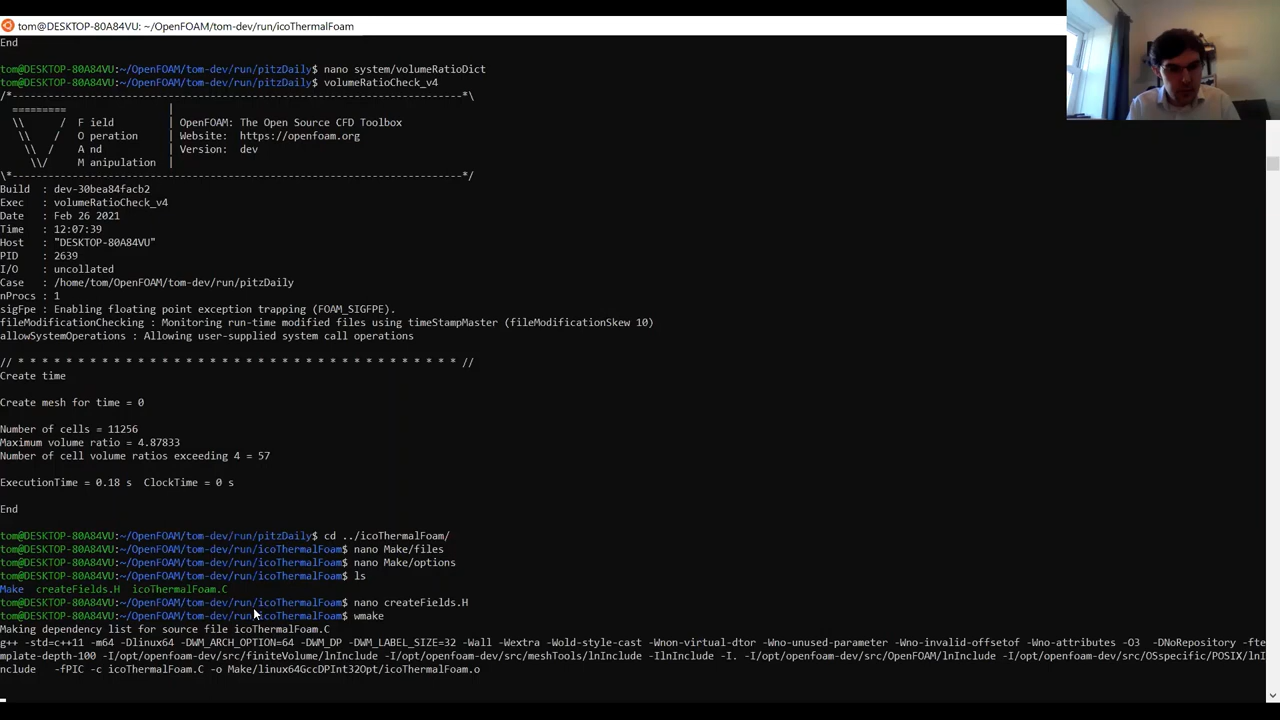 tom@DESKTOP-80A84VU: ~/OpenFOAM/tom-dev/run/icoThermalFoam
End
tom@DESKTOP-80A84VU:~/OpenFOAM/tom-dev/run/pitzDaily$ nano system/volumeRatioDict
tom@DESKTOP-80A84VU:~/OpenFOAM/tom-dev/run/pitzDaily$ volumeRatioCheck_v4
/*---------------------------------------------------------------------------*\
  =========                 |
  \\      /  F ield         | OpenFOAM: The Open Source CFD Toolbox
   \\    /   O peration     | Website:  https://openfoam.org
    \\  /    A nd           | Version:  dev
     \\/     M anipulation  |
\*---------------------------------------------------------------------------*/
Build  : dev-30bea84facb2
Exec   : volumeRatioCheck_v4
Date   : Feb 26 2021
Time   : 12:07:39
Host   : "DESKTOP-80A84VU"
PID    : 2639
I/O    : uncollated
Case   : /home/tom/OpenFOAM/tom-dev/run/pitzDaily
nProcs : 1
sigFpe : Enabling floating point exception trapping (FOAM_SIGFPE).
fileModificationChecking : Monitoring run-time modified files using timeStampMaster (fileModificationSkew 10)
allowSystemOperations : Allowing user-supplied system call operations
// * * * * * * * * * * * * * * * * * * * * * * * * * * * * * * * * * * * * * //
Create time
Create mesh for time = 0
Number of cells = 11256
Maximum volume ratio = 4.87833
Number of cell volume ratios exceeding 4 = 57
ExecutionTime = 0.18 s  ClockTime = 0 s
End
tom@DESKTOP-80A84VU:~/OpenFOAM/tom-dev/run/pitzDaily$ cd ../icoThermalFoam/
tom@DESKTOP-80A84VU:~/OpenFOAM/tom-dev/run/icoThermalFoam$ nano Make/files
tom@DESKTOP-80A84VU:~/OpenFOAM/tom-dev/run/icoThermalFoam$ nano Make/options
tom@DESKTOP-80A84VU:~/OpenFOAM/tom-dev/run/icoThermalFoam$ ls
Make  createFields.H  icoThermalFoam.C
tom@DESKTOP-80A84VU:~/OpenFOAM/tom-dev/run/icoThermalFoam$ nano createFields.H
tom@DESKTOP-80A84VU:~/OpenFOAM/tom-dev/run/icoThermalFoam$ wmake
Making dependency list for source file icoThermalFoam.C
g++ -std=c++11 -m64 -Dlinux64 -DWM_ARCH_OPTION=64 -DWM_DP -DWM_LABEL_SIZE=32 -Wall -Wextra -Wold-style-cast -Wnon-virtual-dtor -Wno-unused-parameter -Wno-invalid-offsetof -Wno-attributes -O3  -DNoRepository -fte
mplate-depth-100 -I/opt/openfoam-dev/src/finiteVolume/lnInclude -I/opt/openfoam-dev/src/meshTools/lnInclude -IlnInclude -I. -I/opt/openfoam-dev/src/OpenFOAM/lnInclude -I/opt/openfoam-dev/src/OSspecific/POSIX/lnI
nclude   -fPIC -c icoThermalFoam.C -o Make/linux64GccDPInt32Opt/icoThermalFoam.o